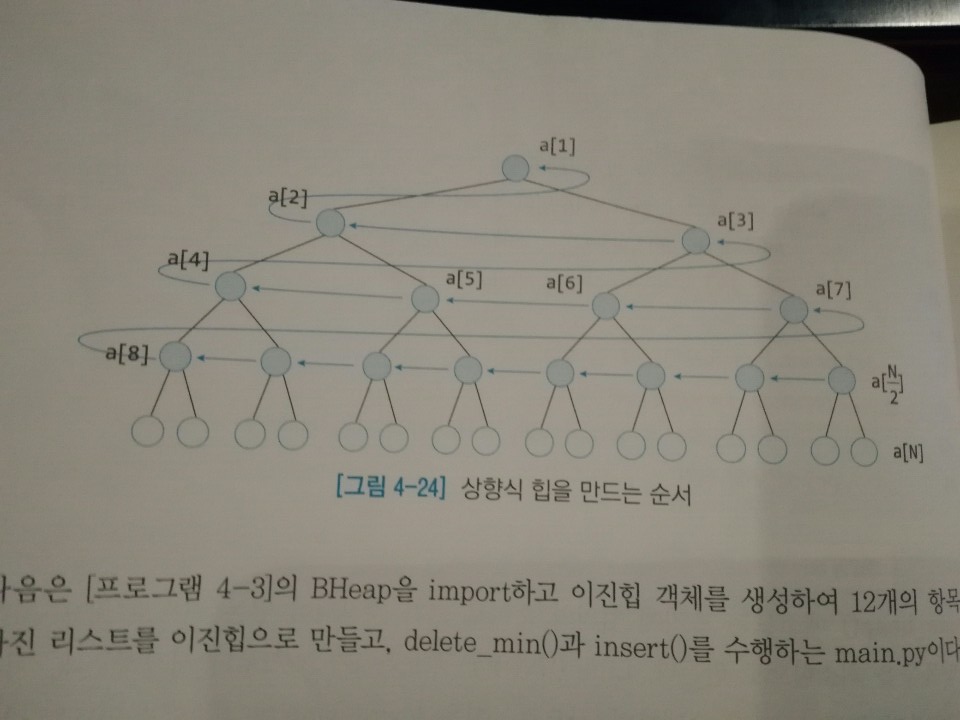 a[1]
a[2]
a[3]
a[4]
a[5]
a[6]
a[7]
a[8]
a[N/2]
a[N]
[그림 4-24] 상향식 힙을 만드는 순서
다음은 [프로그램 4-3]의 BHeap을 import하고 이진힙 객체를 생성하여 12개의 항목
가진 리스트를 이진힙으로 만들고, delete_min()과 insert()를 수행하는 main.py이다